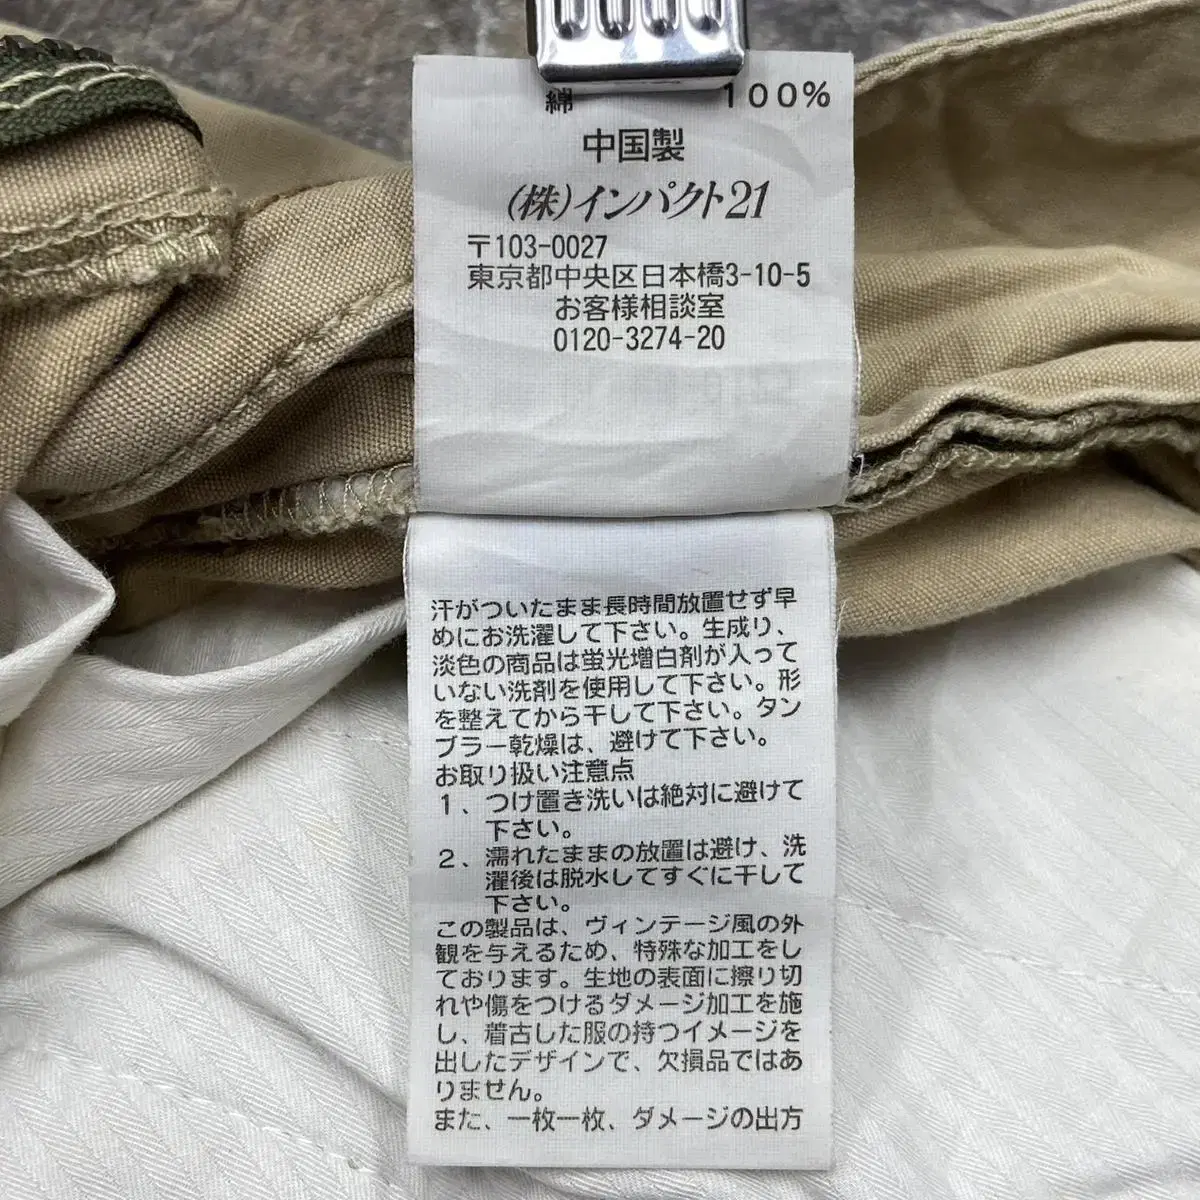 綿 100%
中国製
(株)インパクト21
〒103-0027
東京都中央区日本橋3-10-5
お客様相談室
0120-3274-20
汗がついたまま長時間放置せず早
めにお洗濯して下さい。生成り、
淡色の商品は蛍光増白剤が入って
いない洗剤を使用して下さい。形
を整えてから干して下さい。タン
ブラー乾燥は、避けて下さい。
お取り扱い注意点
1、つけ置き洗いは絶対に避けて
下さい。
2、濡れたままの放置は避け、洗
濯後は脱水してすぐに干して
下さい。
この製品は、ヴィンテージ風の外
観を与えるため、特殊な加工をし
ております。生地の表面に擦り切
れや傷をつけるダメージ加工を施
し、着古した服の持つイメージを
出したデザインで、欠損品ではあ
りません。
また、一枚一枚、ダメージの出方